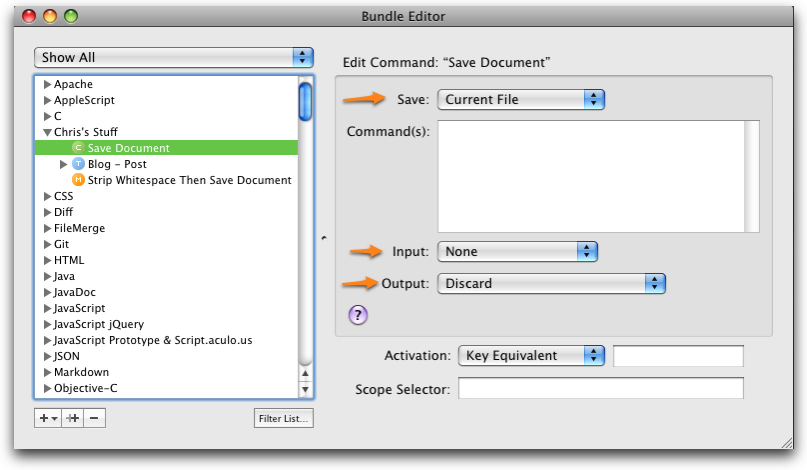 Bundle Editor
Show All
Apache
AppleScript
C
Chris's Stuff
C Save Document
T Blog – Post
M Strip Whitespace Then Save Document
CSS
Diff
FileMerge
Git
HTML
Java
JavaDoc
JavaScript
JavaScript jQuery
JavaScript Prototype & Script.aculo.us
JSON
Markdown
Objective-C
Filter List...
Edit Command: “Save Document”
Save: Current File
Command(s):
Input: None
Output: Discard
?
Activation: Key Equivalent
Scope Selector: